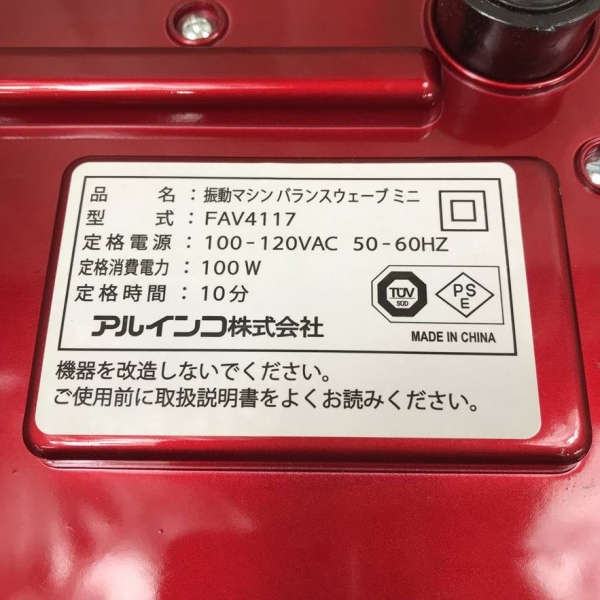 品名：振動マシン バランスウェーブ ミニ
型式：FAV4117
定格電源：100-120VAC 50-60HZ
定格消費電力：100W
定格時間：10分
TÜV
SÜD
PS
E
アルインコ株式会社
MADE IN CHINA
機器を改造しないでください。
ご使用前に取扱説明書をよくお読みください。